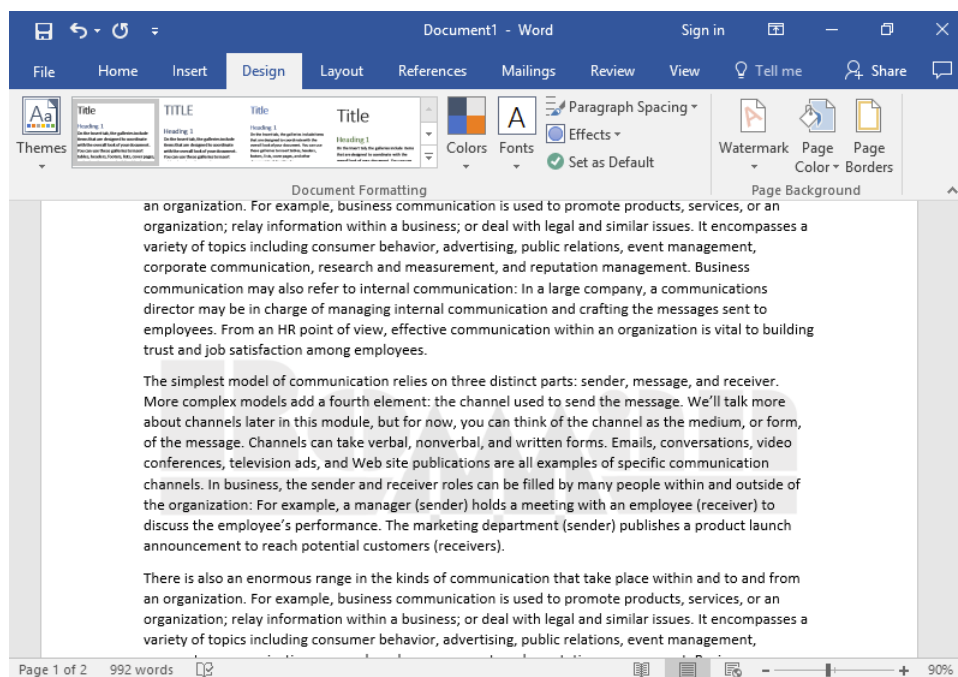 Document1 - Word
Sign in
File Home Insert Design Layout References Mailings Review View Tell me Share
Aa
Themes
Title
Heading 1
TITLE
Heading 1
Title
Heading 1
Title
Heading 1
Colors
A
Fonts
Paragraph Spacing
Effects
Set as Default
Watermark
Page Color
Page Borders
Document Formatting
Page Background
an organization. For example, business communication is used to promote products, services, or an
organization; relay information within a business; or deal with legal and similar issues. It encompasses a
variety of topics including consumer behavior, advertising, public relations, event management,
corporate communication, research and measurement, and reputation management. Business
communication may also refer to internal communication: In a large company, a communications
director may be in charge of managing internal communication and crafting the messages sent to
employees. From an HR point of view, effective communication within an organization is vital to building
trust and job satisfaction among employees.
The simplest model of communication relies on three distinct parts: sender, message, and receiver.
More complex models add a fourth element: the channel used to send the message. We'll talk more
about channels later in this module, but for now, you can think of the channel as the medium, or form,
of the message. Channels can take verbal, nonverbal, and written forms. Emails, conversations, video
conferences, television ads, and Web site publications are all examples of specific communication
channels. In business, the sender and receiver roles can be filled by many people within and outside of
the organization: For example, a manager (sender) holds a meeting with an employee (receiver) to
discuss the employee's performance. The marketing department (sender) publishes a product launch
announcement to reach potential customers (receivers).
There is also an enormous range in the kinds of communication that take place within and to and from
an organization. For example, business communication is used to promote products, services, or an
organization; relay information within a business; or deal with legal and similar issues. It encompasses a
variety of topics including consumer behavior, advertising, public relations, event management,
Page 1 of 2 992 words 90%